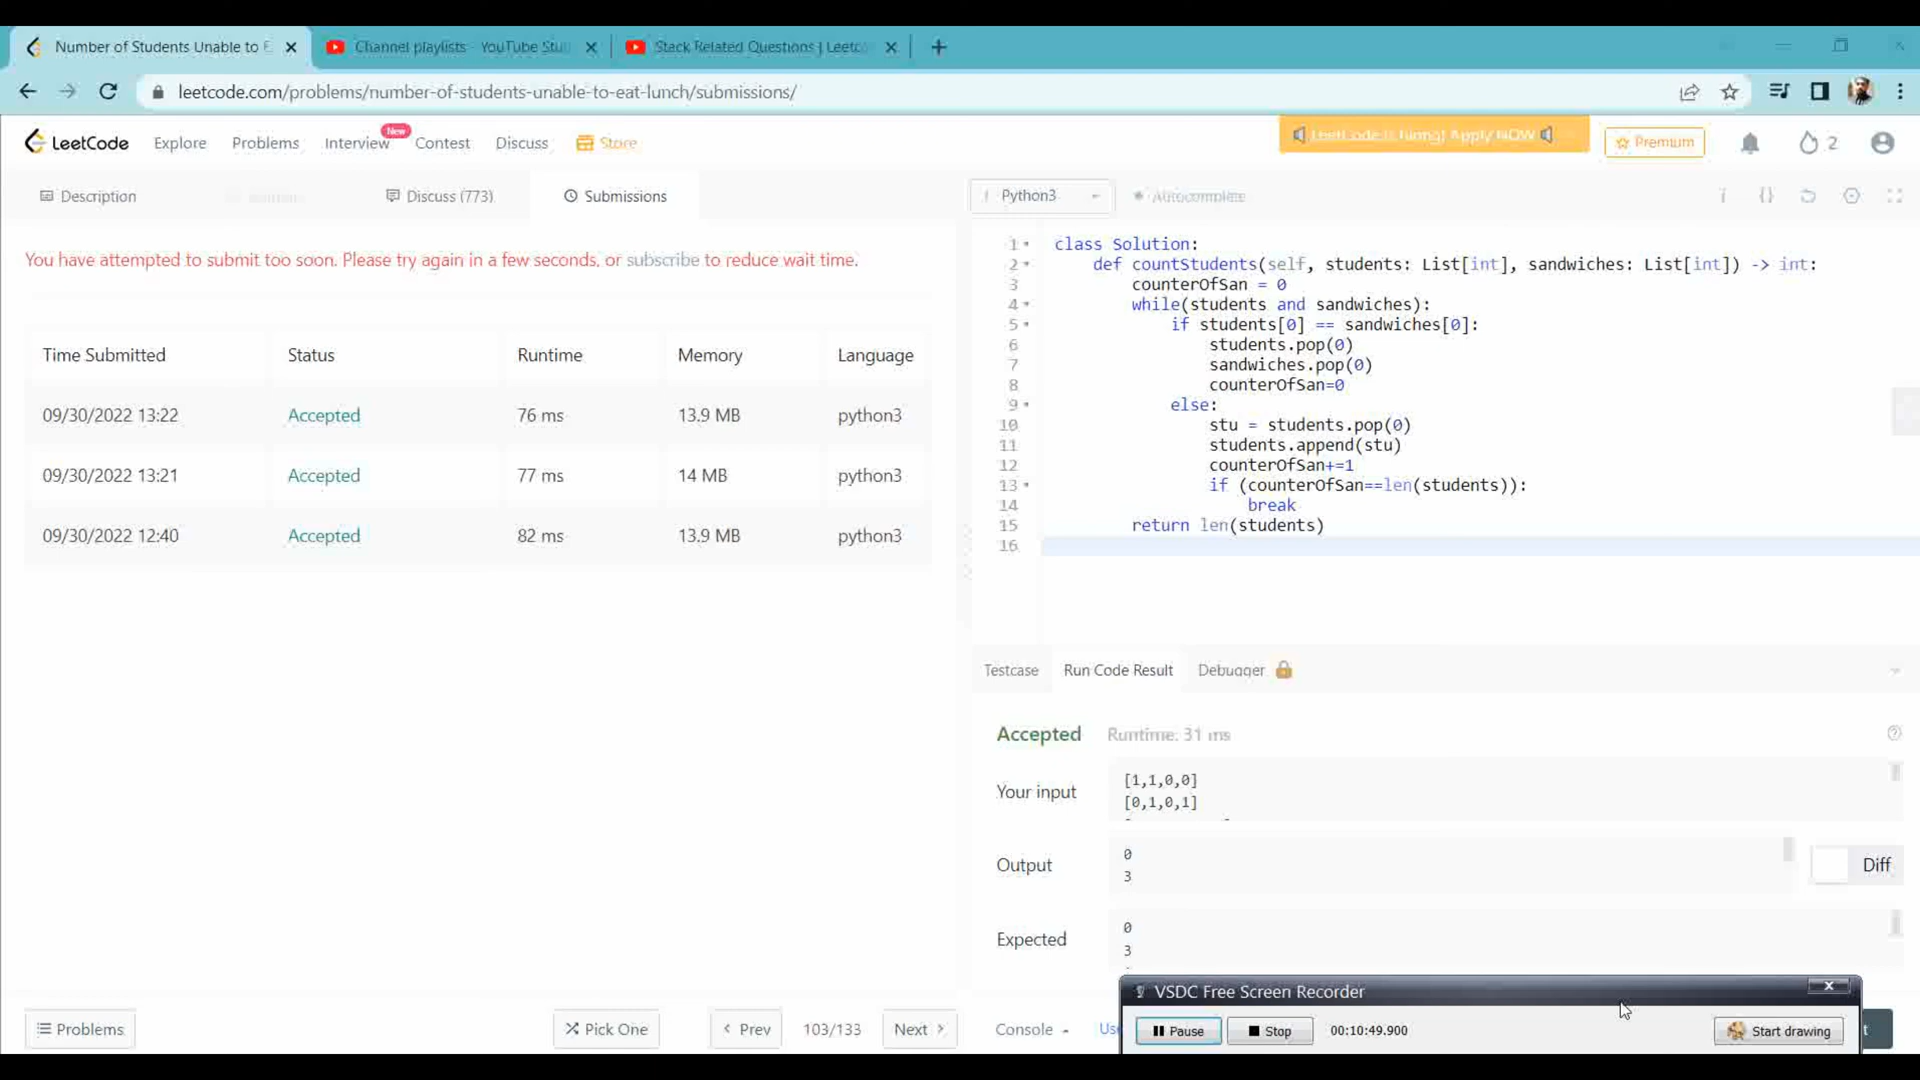 Number of Students Unable to E
Channel playlists - YouTube Stu
Stack Related Questions | Leetc
leetcode.com/problems/number-of-students-unable-to-eat-lunch/submissions/
LeetCode
Explore
Problems
Interview
New
Contest
Discuss
Store
LeetCode is hiring! Apply NOW
Premium
2
Description
Discuss (773)
Submissions
Python3
Autocomplete
You have attempted to submit too soon. Please try again in a few seconds, or subscribe to reduce wait time.
Time Submitted Status Runtime Memory Language
09/30/2022 13:22 Accepted 76 ms 13.9 MB python3
09/30/2022 13:21 Accepted 77 ms 14 MB python3
09/30/2022 12:40 Accepted 82 ms 13.9 MB python3
1 class Solution:
2 def countStudents(self, students: List[int], sandwiches: List[int]) -> int:
3 counterOfSan = 0
4 while(students and sandwiches):
5 if students[0] == sandwiches[0]:
6 students.pop(0)
7 sandwiches.pop(0)
8 counterOfSan=0
9 else:
10 stu = students.pop(0)
11 students.append(stu)
12 counterOfSan+=1
13 if (counterOfSan==len(students)):
14 break
15 return len(students)
16
Testcase
Run Code Result
Debugger
Accepted Runtime: 31 ms
Your input
[1,1,0,0]
[0,1,0,1]
Output
0
3
Diff
Expected
0
3
Problems
Pick One
Prev
103/133
Next
Console
VSDC Free Screen Recorder
Pause
Stop
00:10:49.900
Start drawing